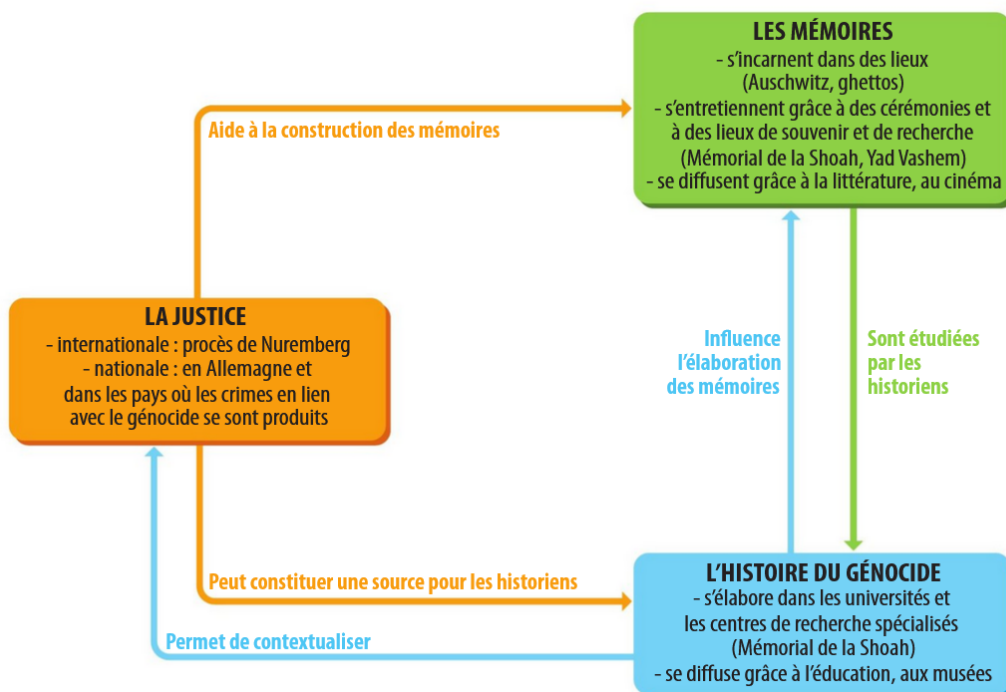 LES MÉMOIRES
- s’incarnent dans des lieux
(Auschwitz, ghettos)
- s’entretiennent grâce à des cérémonies et
à des lieux de souvenir et de recherche
(Mémorial de la Shoah, Yad Vashem)
- se diffusent grâce à la littérature, au cinéma
Aide à la construction des mémoires
LA JUSTICE
- internationale : procès de Nuremberg
- nationale : en Allemagne et
dans les pays où les crimes en lien
avec le génocide se sont produits
Influence
l’élaboration
des mémoires
Sont étudiées
par les
historiens
Peut constituer une source pour les historiens
Permet de contextualiser
L’HISTOIRE DU GÉNOCIDE
- s’élabore dans les universités et
les centres de recherche spécialisés
(Mémorial de la Shoah)
- se diffuse grâce à l’éducation, aux musées